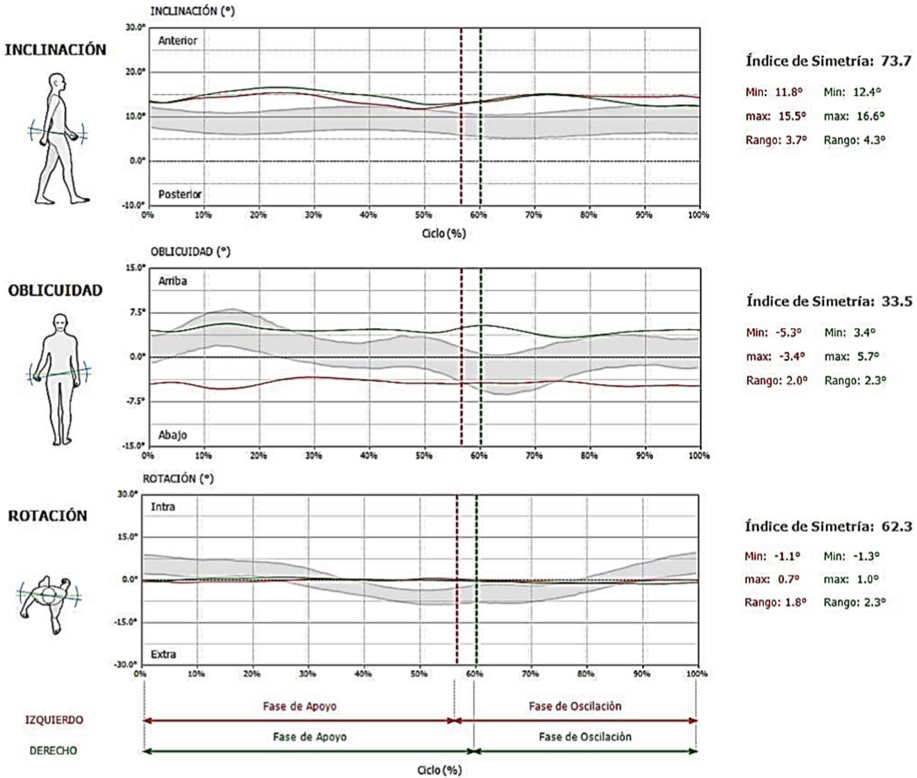 INCLINACIÓN (°)
INCLINACIÓN
30.0°
Anterior
20.0°
10.0°
0.0°
Posterior
-10.0°
0% 10% 20% 30% 40% 50% 60% 70% 80% 90% 100%
Ciclo(%)
Índice de Simetría: 73.7
Min: 11.8° Min: 12.4°
max: 15.5° max: 16.6°
Rango: 3.7° Rango: 4.3°
OBLICUIDAD (°)
OBLICUIDAD
15.0°
Arriba
7.5°
0.0°
-7.5°
Abajo
-15.0°
0% 10% 20% 30% 40% 50% 60% 70% 80% 90% 100%
Índice de Simetría: 33.5
Min: -5.3° Min: 3.4°
max: -3.4° max: 5.7°
Rango: 2.0° Rango: 2.3°
ROTACIÓN (°)
ROTACIÓN
30.0°
Intra
15.0°
0.0°
-15.0°
Extra
-30.0°
0% 10% 20% 30% 40% 50% 60% 70% 80% 90% 100%
Índice de Simetría: 62.3
Min: -1.1° Min: -1.3°
max: 0.7° max: 1.0°
Rango: 1.8° Rango: 2.3°
IZQUIERDO Fase de Apoyo Fase de Oscilación
DERECHO Fase de Apoyo Fase de Oscilación
Ciclo(%)